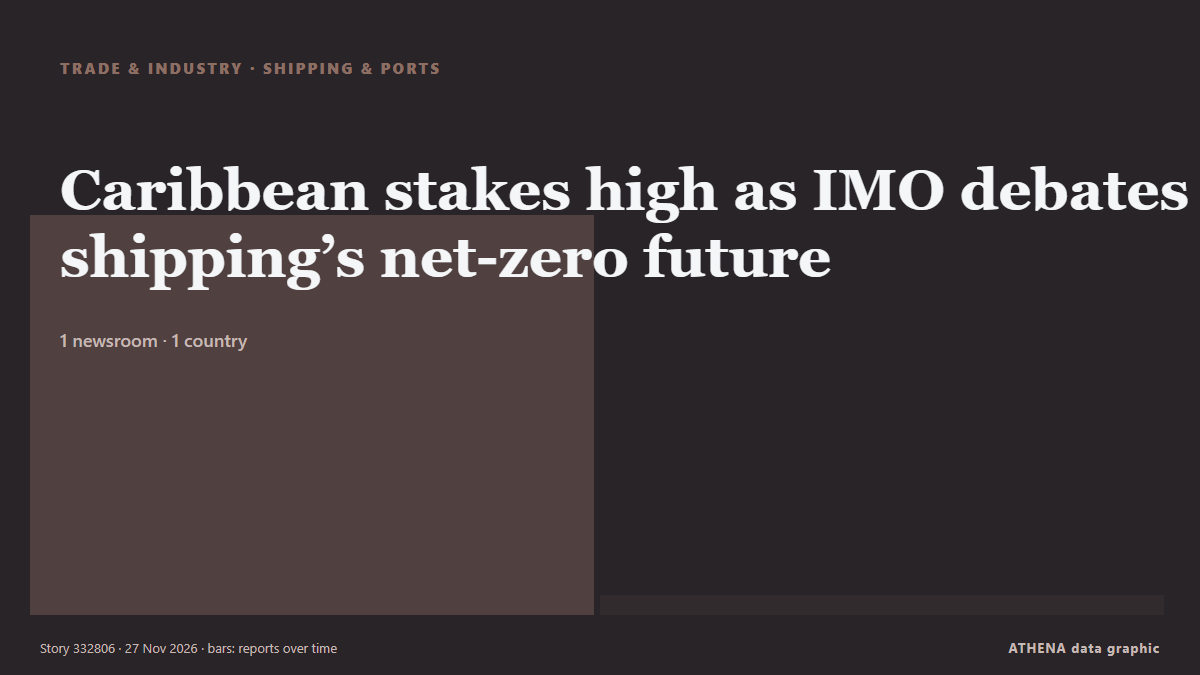 TRADE & INDUSTRY · SHIPPING & PORTS
Caribbean stakes high as IMO debates
shipping’s net-zero future
1 newsroom · 1 country
Story 332806 · 27 Nov 2026 · bars: reports over time
ATHENA data graphic